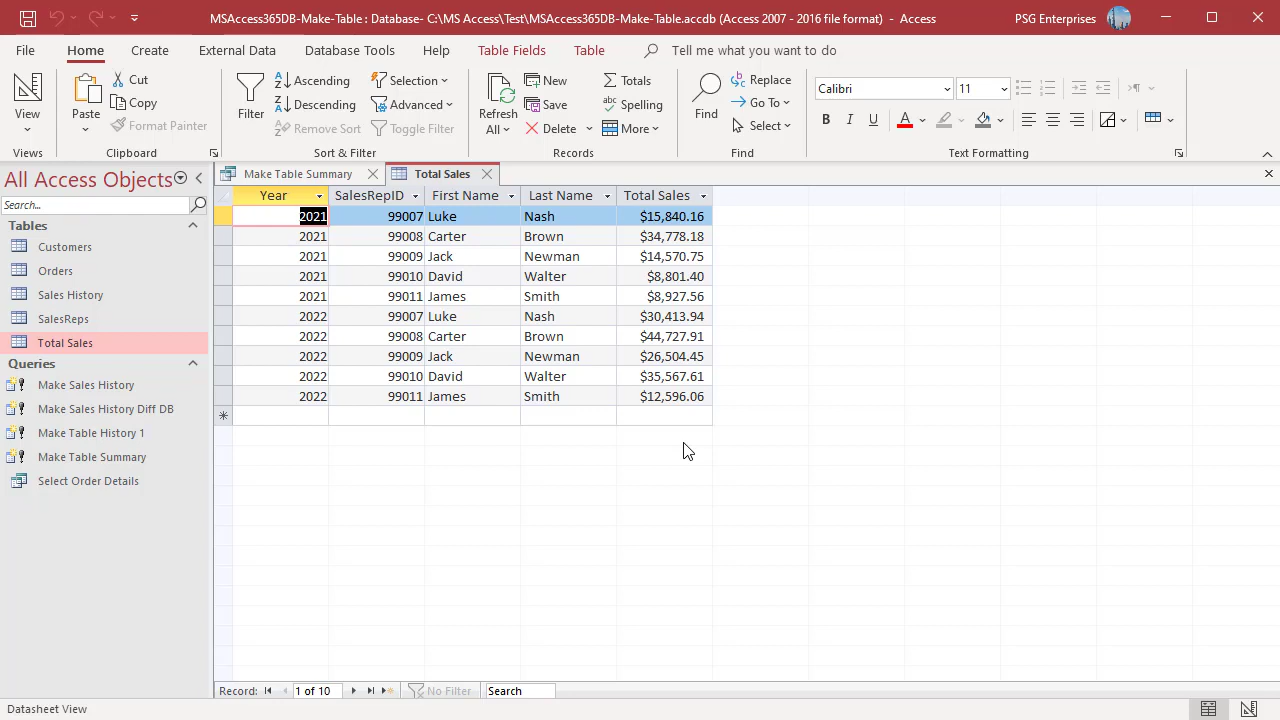 MSAccess365DB-Make-Table : Database- C:\MS Access\Test\MSAccess365DB-Make-Table.accdb (Access 2007 - 2016 file format) - Access
PSG Enterprises
File Home Create External Data Database Tools Help Table Fields Table Tell me what you want to do
View
Views
Paste
Cut
Copy
Format Painter
Clipboard
Filter
Ascending
Descending
Remove Sort
Selection
Advanced
Toggle Filter
Sort & Filter
Refresh
All
New
Save
Delete
Totals
abc Spelling
More
Records
Find
Replace
Go To
Select
Find
Calibri 11
B I U A
Text Formatting
All Access Objects
Search...
Tables
Customers
Orders
Sales History
SalesReps
Total Sales
Queries
Make Sales History
Make Sales History Diff DB
Make Table History 1
Make Table Summary
Select Order Details
Make Table Summary Total Sales
Year SalesRepID First Name Last Name Total Sales
2021 99007 Luke Nash $15,840.16
2021 99008 Carter Brown $34,778.18
2021 99009 Jack Newman $14,570.75
2021 99010 David Walter $8,801.40
2021 99011 James Smith $8,927.56
2022 99007 Luke Nash $30,413.94
2022 99008 Carter Brown $44,727.91
2022 99009 Jack Newman $26,504.45
2022 99010 David Walter $35,567.61
2022 99011 James Smith $12,596.06
Record: 1 of 10 No Filter Search
Datasheet View